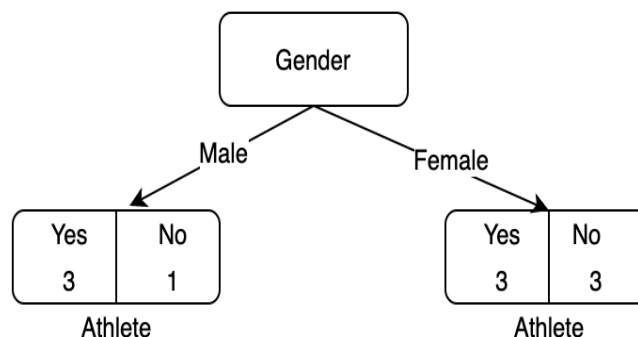 Gender
Male
Female
Yes No
3 1
Athlete
Yes No
3 3
Athlete